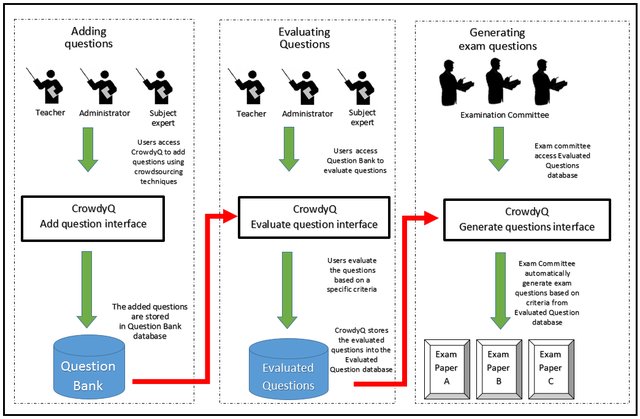 Adding
questions
Teacher
Administrator
Subject
expert
Users access
CrowdyQ to add
questions using
crowdsourcing
techniques
CrowdyQ
Add question interface
The added questions
are stored
in Question Bank
database
Question
Bank
Evaluating
Questions
Teacher
Administrator
Subject
expert
Users access
Question Bank to
evaluate questions
CrowdyQ
Evaluate question interface
Users evaluate
the questions
based on a
specific criteria
CrowdyQ stores
the evaluated
questions into the
Evaluated
Question database
Evaluated
Questions
Generating
exam questions
Examination Committee
Exam committee
access Evaluated
Questions
database
CrowdyQ
Generate questions interface
Exam Committee
automatically
generate exam
questions based on
criteria from
Evaluated Question
database
Exam
Paper
A
Exam
Paper
B
Exam
Paper
C